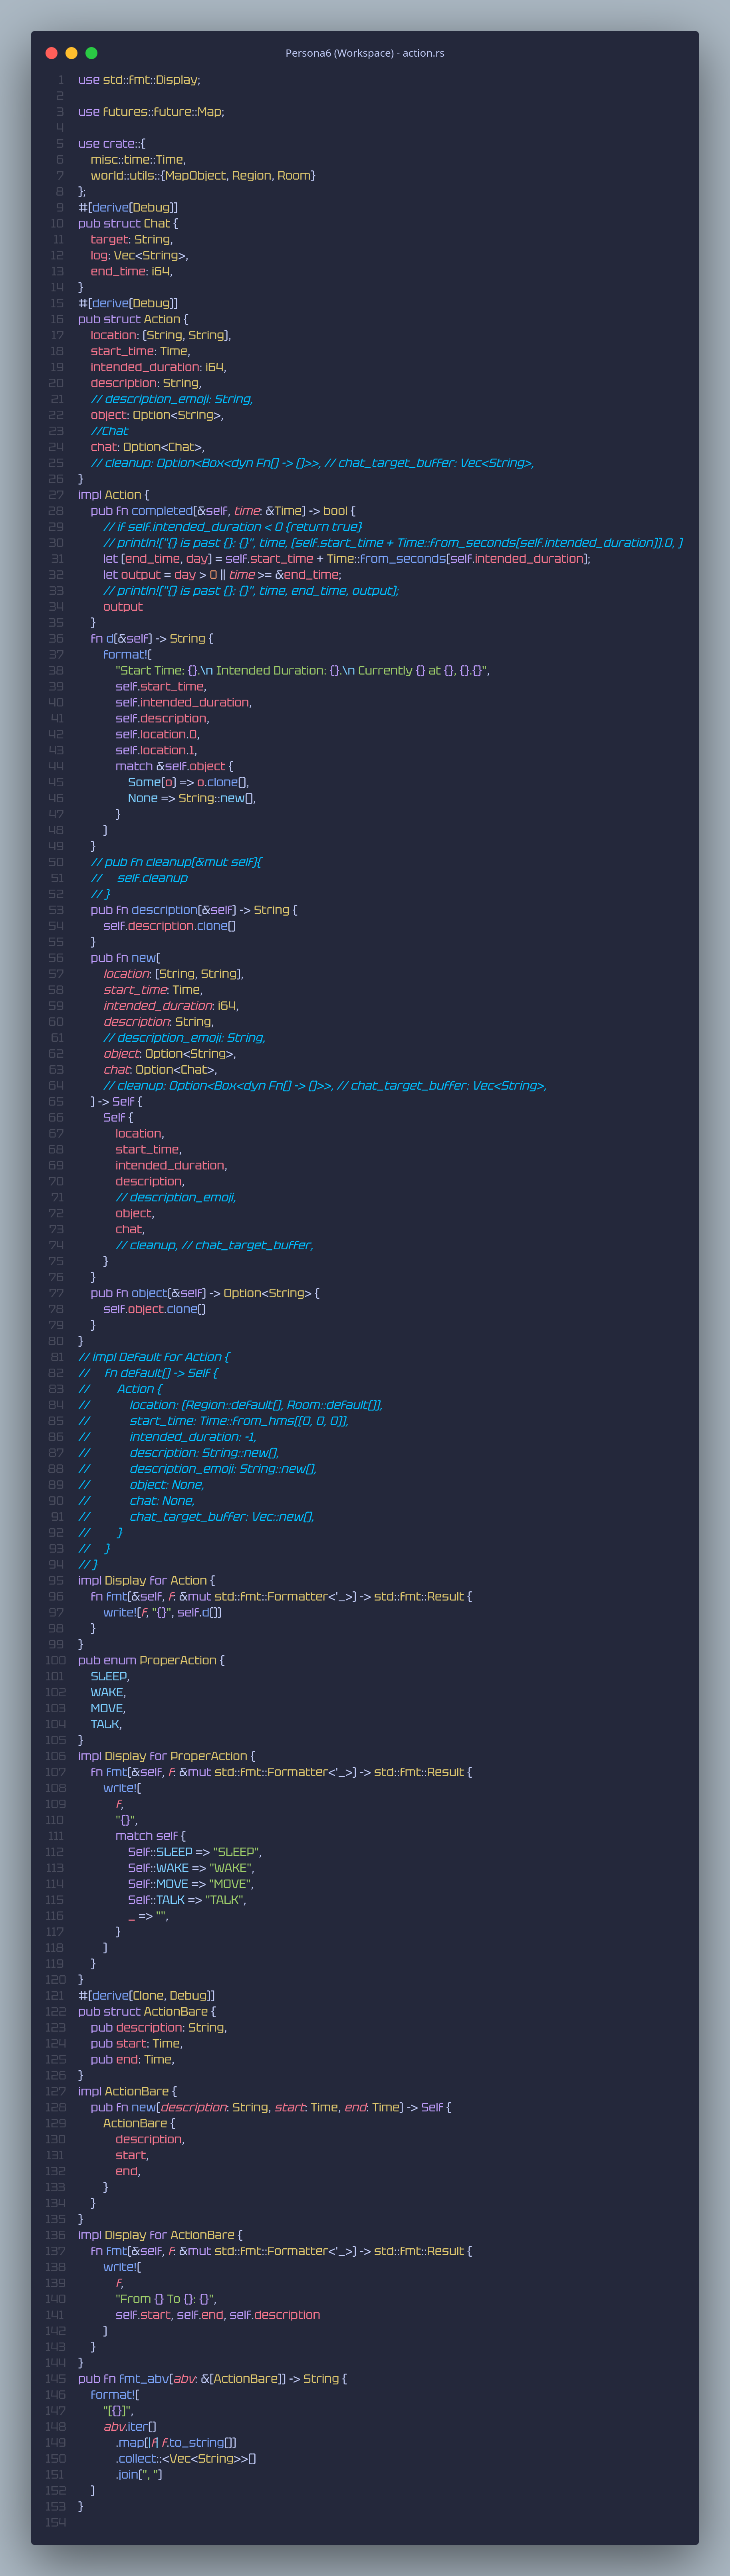 Persona6 (Workspace) - action.rs
1 use std::fmt::Display;
2
3 use futures::future::Map;
4
5 use crate::{
6     misc::time::Time,
7     world::utils::{MapObject, Region, Room}
8 };
9 #[derive(Debug)]
10 pub struct Chat {
11     target: String,
12     log: Vec<String>,
13     end_time: i64,
14 }
15 #[derive(Debug)]
16 pub struct Action {
17     location: (String, String),
18     start_time: Time,
19     intended_duration: i64,
20     description: String,
21     // description_emoji: String,
22     object: Option<String>,
23     //Chat
24     chat: Option<Chat>,
25     // cleanup: Option<Box<dyn Fn() -> ()>>, // chat_target_buffer: Vec<String>,
26 }
27 impl Action {
28     pub fn completed(&self, time: &Time) -> bool {
29         // if self.intended_duration < 0 {return true}
30         // println!("{} is past {}: {}", time, (self.start_time + Time::from_seconds(self.intended_duration)).0, )
31         let (end_time, day) = self.start_time + Time::from_seconds(self.intended_duration);
32         let output = day > 0 || time >= &end_time;
33         // println!("{} is past {}: {}", time, end_time, output);
34         output
35     }
36     fn d(&self) -> String {
37         format!(
38             "Start Time: {}.\n Intended Duration: {}.\n Currently {} at {}, {}.{}",
39             self.start_time,
40             self.intended_duration,
41             self.description,
42             self.location.0,
43             self.location.1,
44             match &self.object {
45                 Some(o) => o.clone(),
46                 None => String::new(),
47             }
48         )
49     }
50     // pub fn cleanup(&mut self){
51     //     self.cleanup
52     // }
53     pub fn description(&self) -> String {
54         self.description.clone()
55     }
56     pub fn new(
57         location: (String, String),
58         start_time: Time,
59         intended_duration: i64,
60         description: String,
61         // description_emoji: String,
62         object: Option<String>,
63         chat: Option<Chat>,
64         // cleanup: Option<Box<dyn Fn() -> ()>>, // chat_target_buffer: Vec<String>,
65     ) -> Self {
66         Self {
67             location,
68             start_time,
69             intended_duration,
70             description,
71             // description_emoji,
72             object,
73             chat,
74             // cleanup, // chat_target_buffer,
75         }
76     }
77     pub fn object(&self) -> Option<String> {
78         self.object.clone()
79     }
80 }
81 // impl Default for Action {
82 //     fn default() -> Self {
83 //         Action {
84 //             location: (Region::default(), Room::default()),
85 //             start_time: Time::from_hms((0, 0, 0)),
86 //             intended_duration: -1,
87 //             description: String::new(),
88 //             description_emoji: String::new(),
89 //             object: None,
90 //             chat: None,
91 //             chat_target_buffer: Vec::new(),
92 //         }
93 //     }
94 // }
95 impl Display for Action {
96     fn fmt(&self, f: &mut std::fmt::Formatter<'_>) -> std::fmt::Result {
97         write!(f, "{}", self.d())
98     }
99 }
100 pub enum ProperAction {
101     SLEEP,
102     WAKE,
103     MOVE,
104     TALK,
105 }
106 impl Display for ProperAction {
107     fn fmt(&self, f: &mut std::fmt::Formatter<'_>) -> std::fmt::Result {
108         write!(
109             f,
110             "{}",
111             match self {
112                 Self::SLEEP => "SLEEP",
113                 Self::WAKE => "WAKE",
114                 Self::MOVE => "MOVE",
115                 Self::TALK => "TALK",
116                 _ => "",
117             }
118         )
119     }
120 }
121 #[derive(Clone, Debug)]
122 pub struct ActionBare {
123     pub description: String,
124     pub start: Time,
125     pub end: Time,
126 }
127 impl ActionBare {
128     pub fn new(description: String, start: Time, end: Time) -> Self {
129         ActionBare {
130             description,
131             start,
132             end,
133         }
134     }
135 }
136 impl Display for ActionBare {
137     fn fmt(&self, f: &mut std::fmt::Formatter<'_>) -> std::fmt::Result {
138         write!(
139             f,
140             "From {} To {}: {}",
141             self.start, self.end, self.description
142         )
143     }
144 }
145 pub fn fmt_abv(abv: &[ActionBare]) -> String {
146     format!(
147         "[{}]",
148         abv.iter()
149             .map(|f| f.to_string())
150             .collect::<Vec<String>>()
151             .join(", ")
152     )
153 }
154